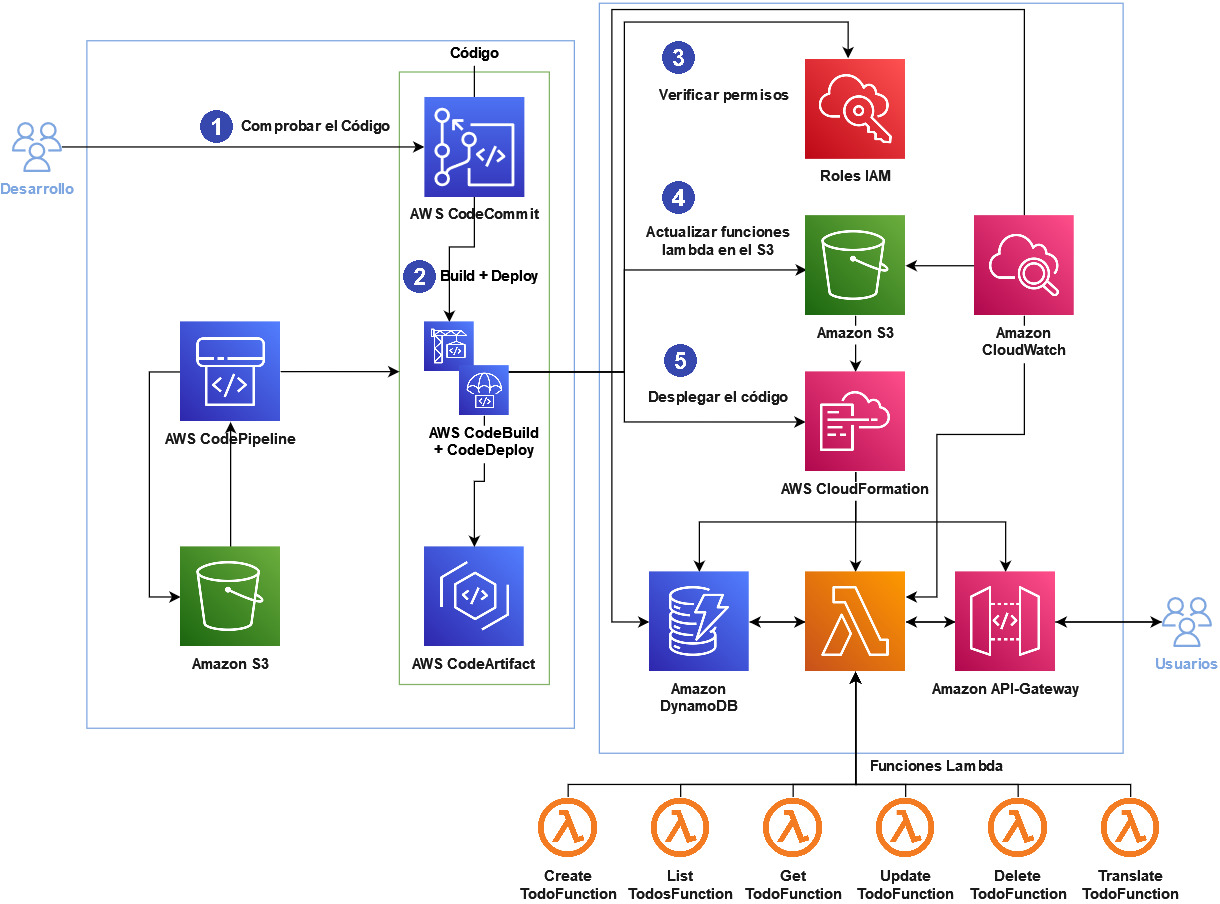 Código
1
Comprobar el Código
Desarrollo
AWS CodeCommit
2
Build + Deploy
AWS CodePipeline
AWS CodeBuild
+ CodeDeploy
Amazon S3
AWS CodeArtifact
3
Verificar permisos
Roles IAM
4
Actualizar funciones
lambda en el S3
Amazon S3
Amazon
CloudWatch
5
Desplegar el código
AWS CloudFormation
Amazon
DynamoDB
Amazon API-Gateway
Usuarios
Funciones Lambda
Create
TodoFunction
List
TodosFunction
Get
TodoFunction
Update
TodoFunction
Delete
TodoFunction
Translate
TodoFunction